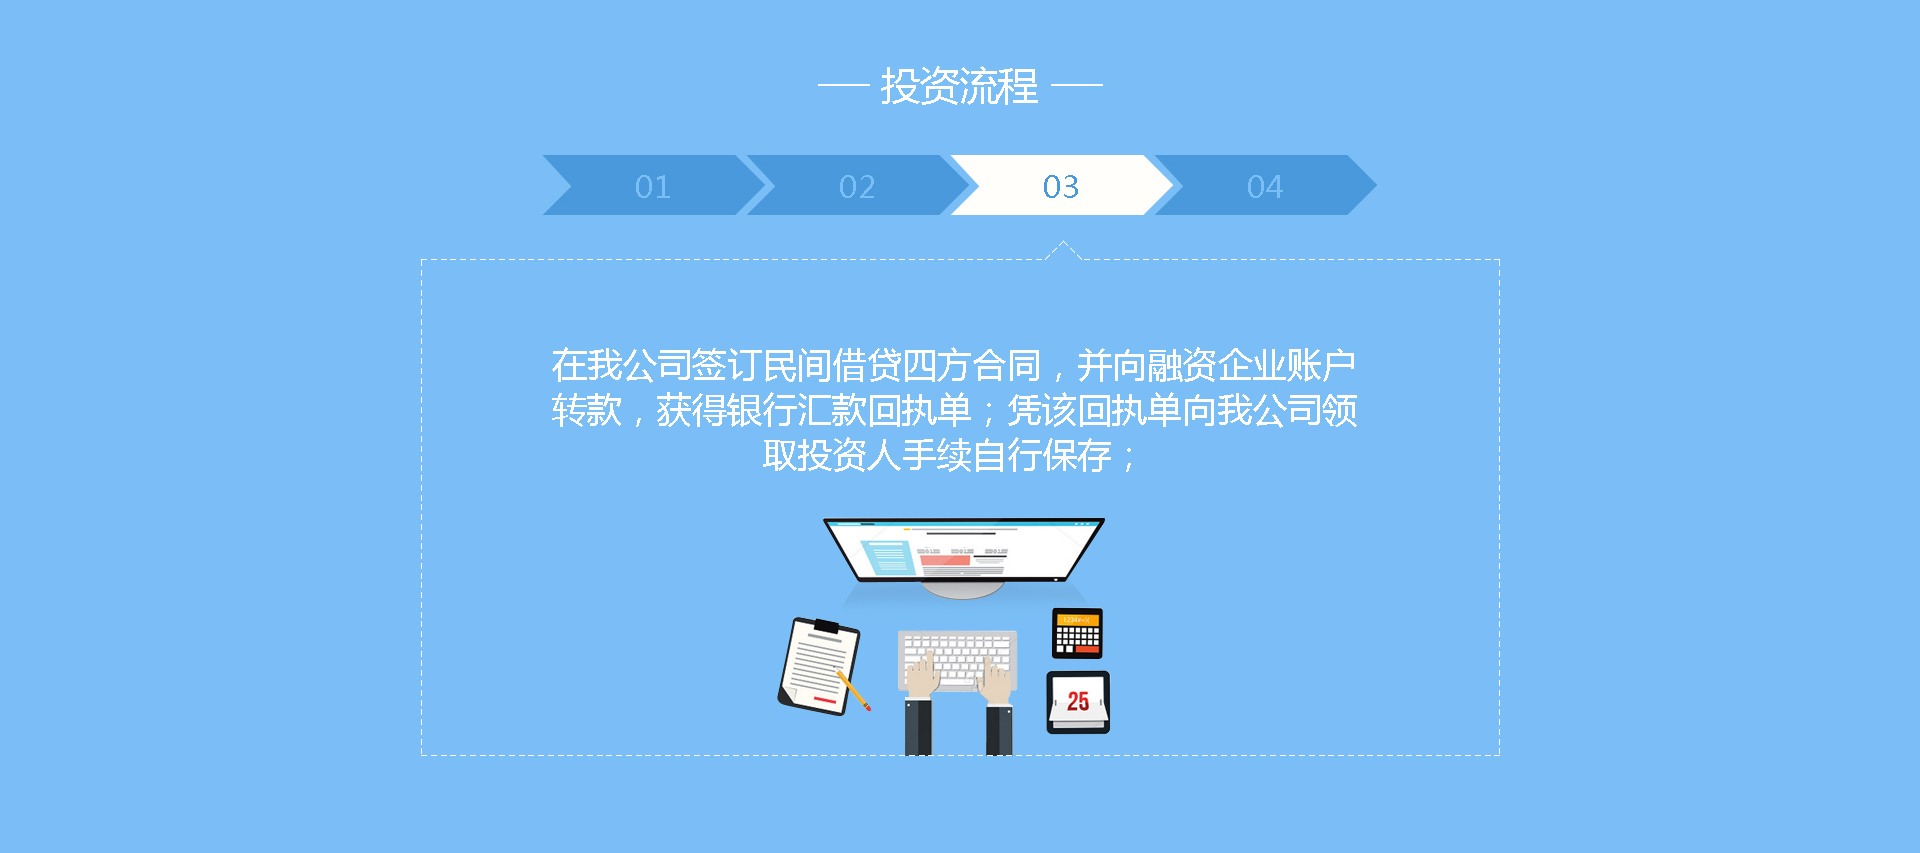 投资流程
01 02 03 04
在我公司签订民间借贷四方合同，并向融资企业账户
转款，获得银行汇款回执单；凭该回执单向我公司领
取投资人手续自行保存；
25